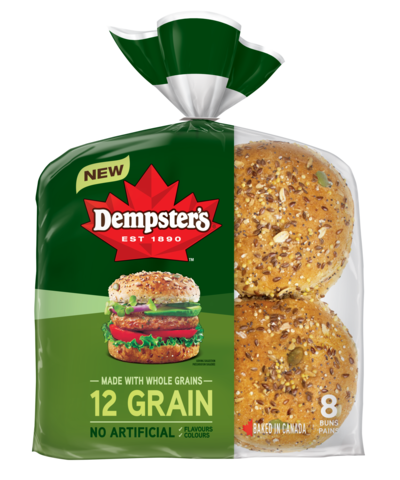 NEW
Dempster's
EST 1890
™
MADE WITH WHOLE GRAINS
12 GRAIN
NO ARTIFICIAL FLAVOURS
COLOURS
BAKED IN CANADA
8
BUNS
PAINS